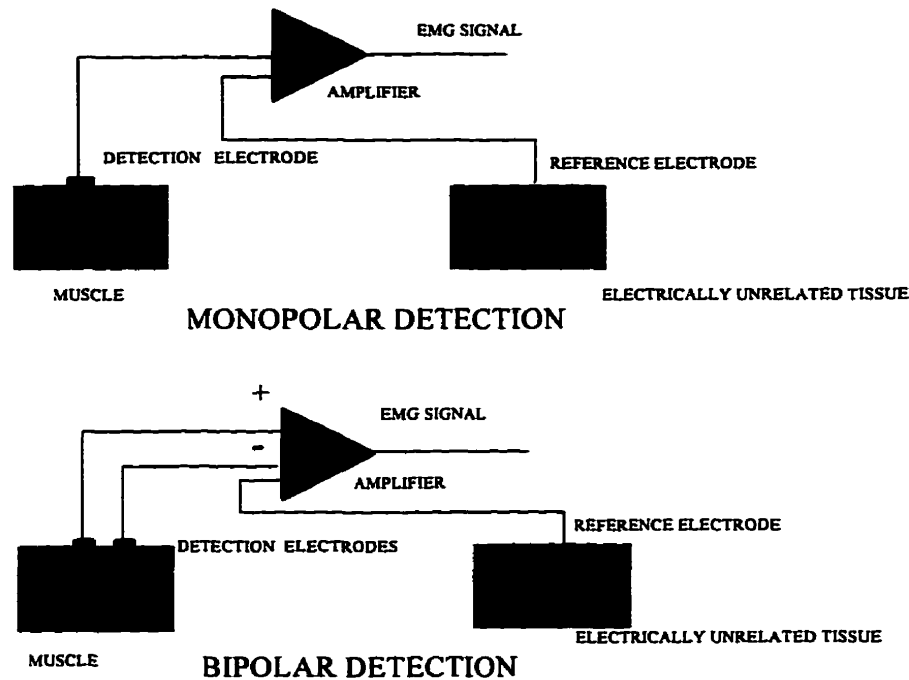 EMG SIGNAL
AMPLIFIER
DETECTION ELECTRODE
REFERENCE ELECTRODE
MUSCLE
ELECTRICALLY UNRELATED TISSUE
MONOPOLAR DETECTION
+
EMG SIGNAL
-
AMPLIFIER
REFERENCE ELECTRODE
DETECTION ELECTRODES
ELECTRICALLY UNRELATED TISSUE
MUSCLE
BIPOLAR DETECTION